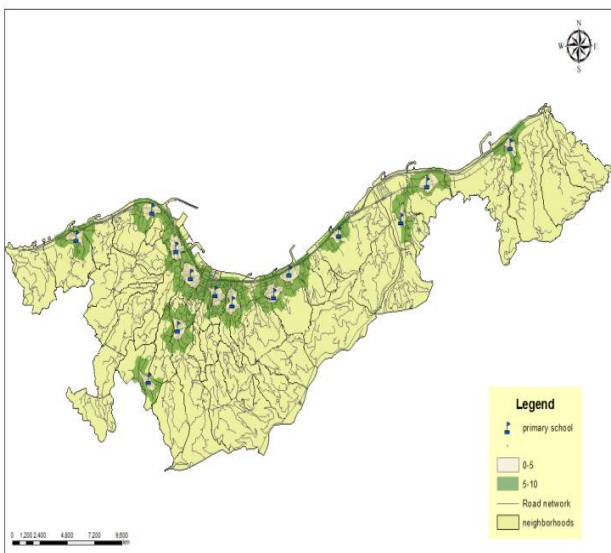 N
W E
S
Legend
primary school
0-5
5-10
Road network
neighborhoods
0 1,200 2,400 4,800 7,200 9,600
km